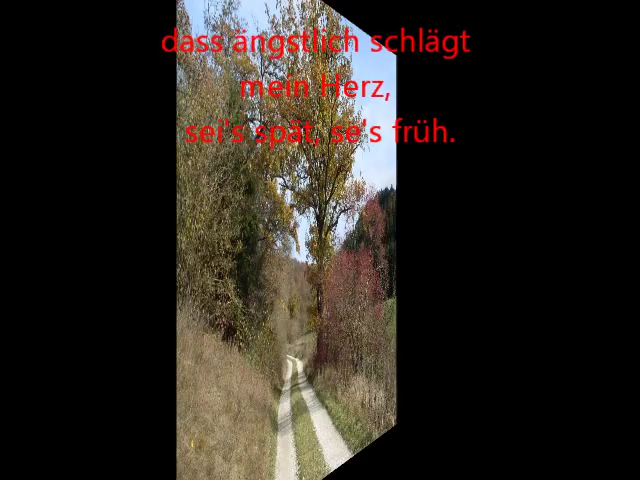 dass ängstlich schlägt
mein Herz,
sei's spät, se's früh.